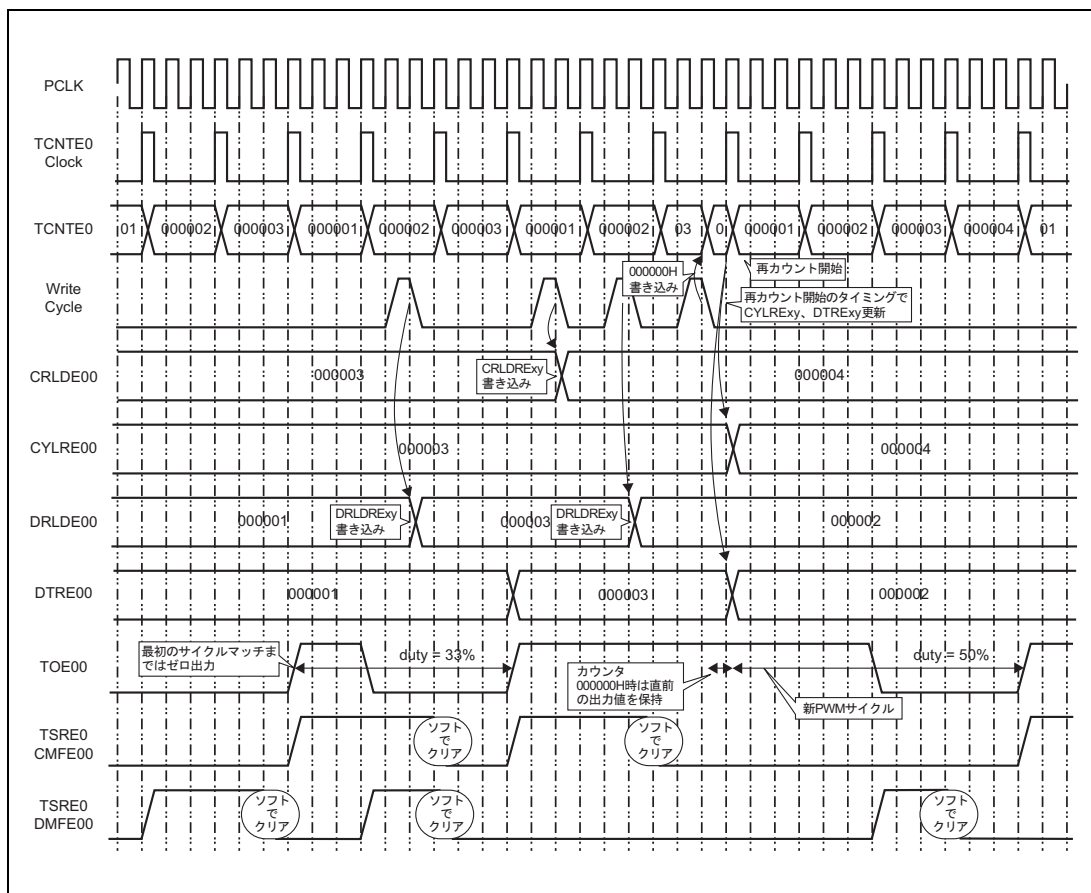 PCLK
TCNTE0
Clock
TCNTE0
01 000002 000003 000001 000002 000003 000001 000002 03 0 000001 000002 000003 000004 01
再カウント開始
000000H
書き込み
再カウント開始のタイミングで
CYLRExy、DTRExy更新
Write
Cycle
CRLDE00
000003
CRLDRExy
書き込み
000004
CYLRE00
000003
000004
DRLDE00
000001
DRLDRExy
書き込み
000003
DRLDRExy
書き込み
000002
DTRE00
000001
000003
000002
TOE00
最初のサイクルマッチま
ではゼロ出力
duty = 33%
カウンタ
000000H時は直前
の出力値を保持
duty = 50%
新PWMサイクル
TSRE0
CMFE00
ソフト
で
クリア
ソフト
で
クリア
TSRE0
DMFE00
ソフト
で
クリア
ソフト
で
クリア
ソフト
で
クリア